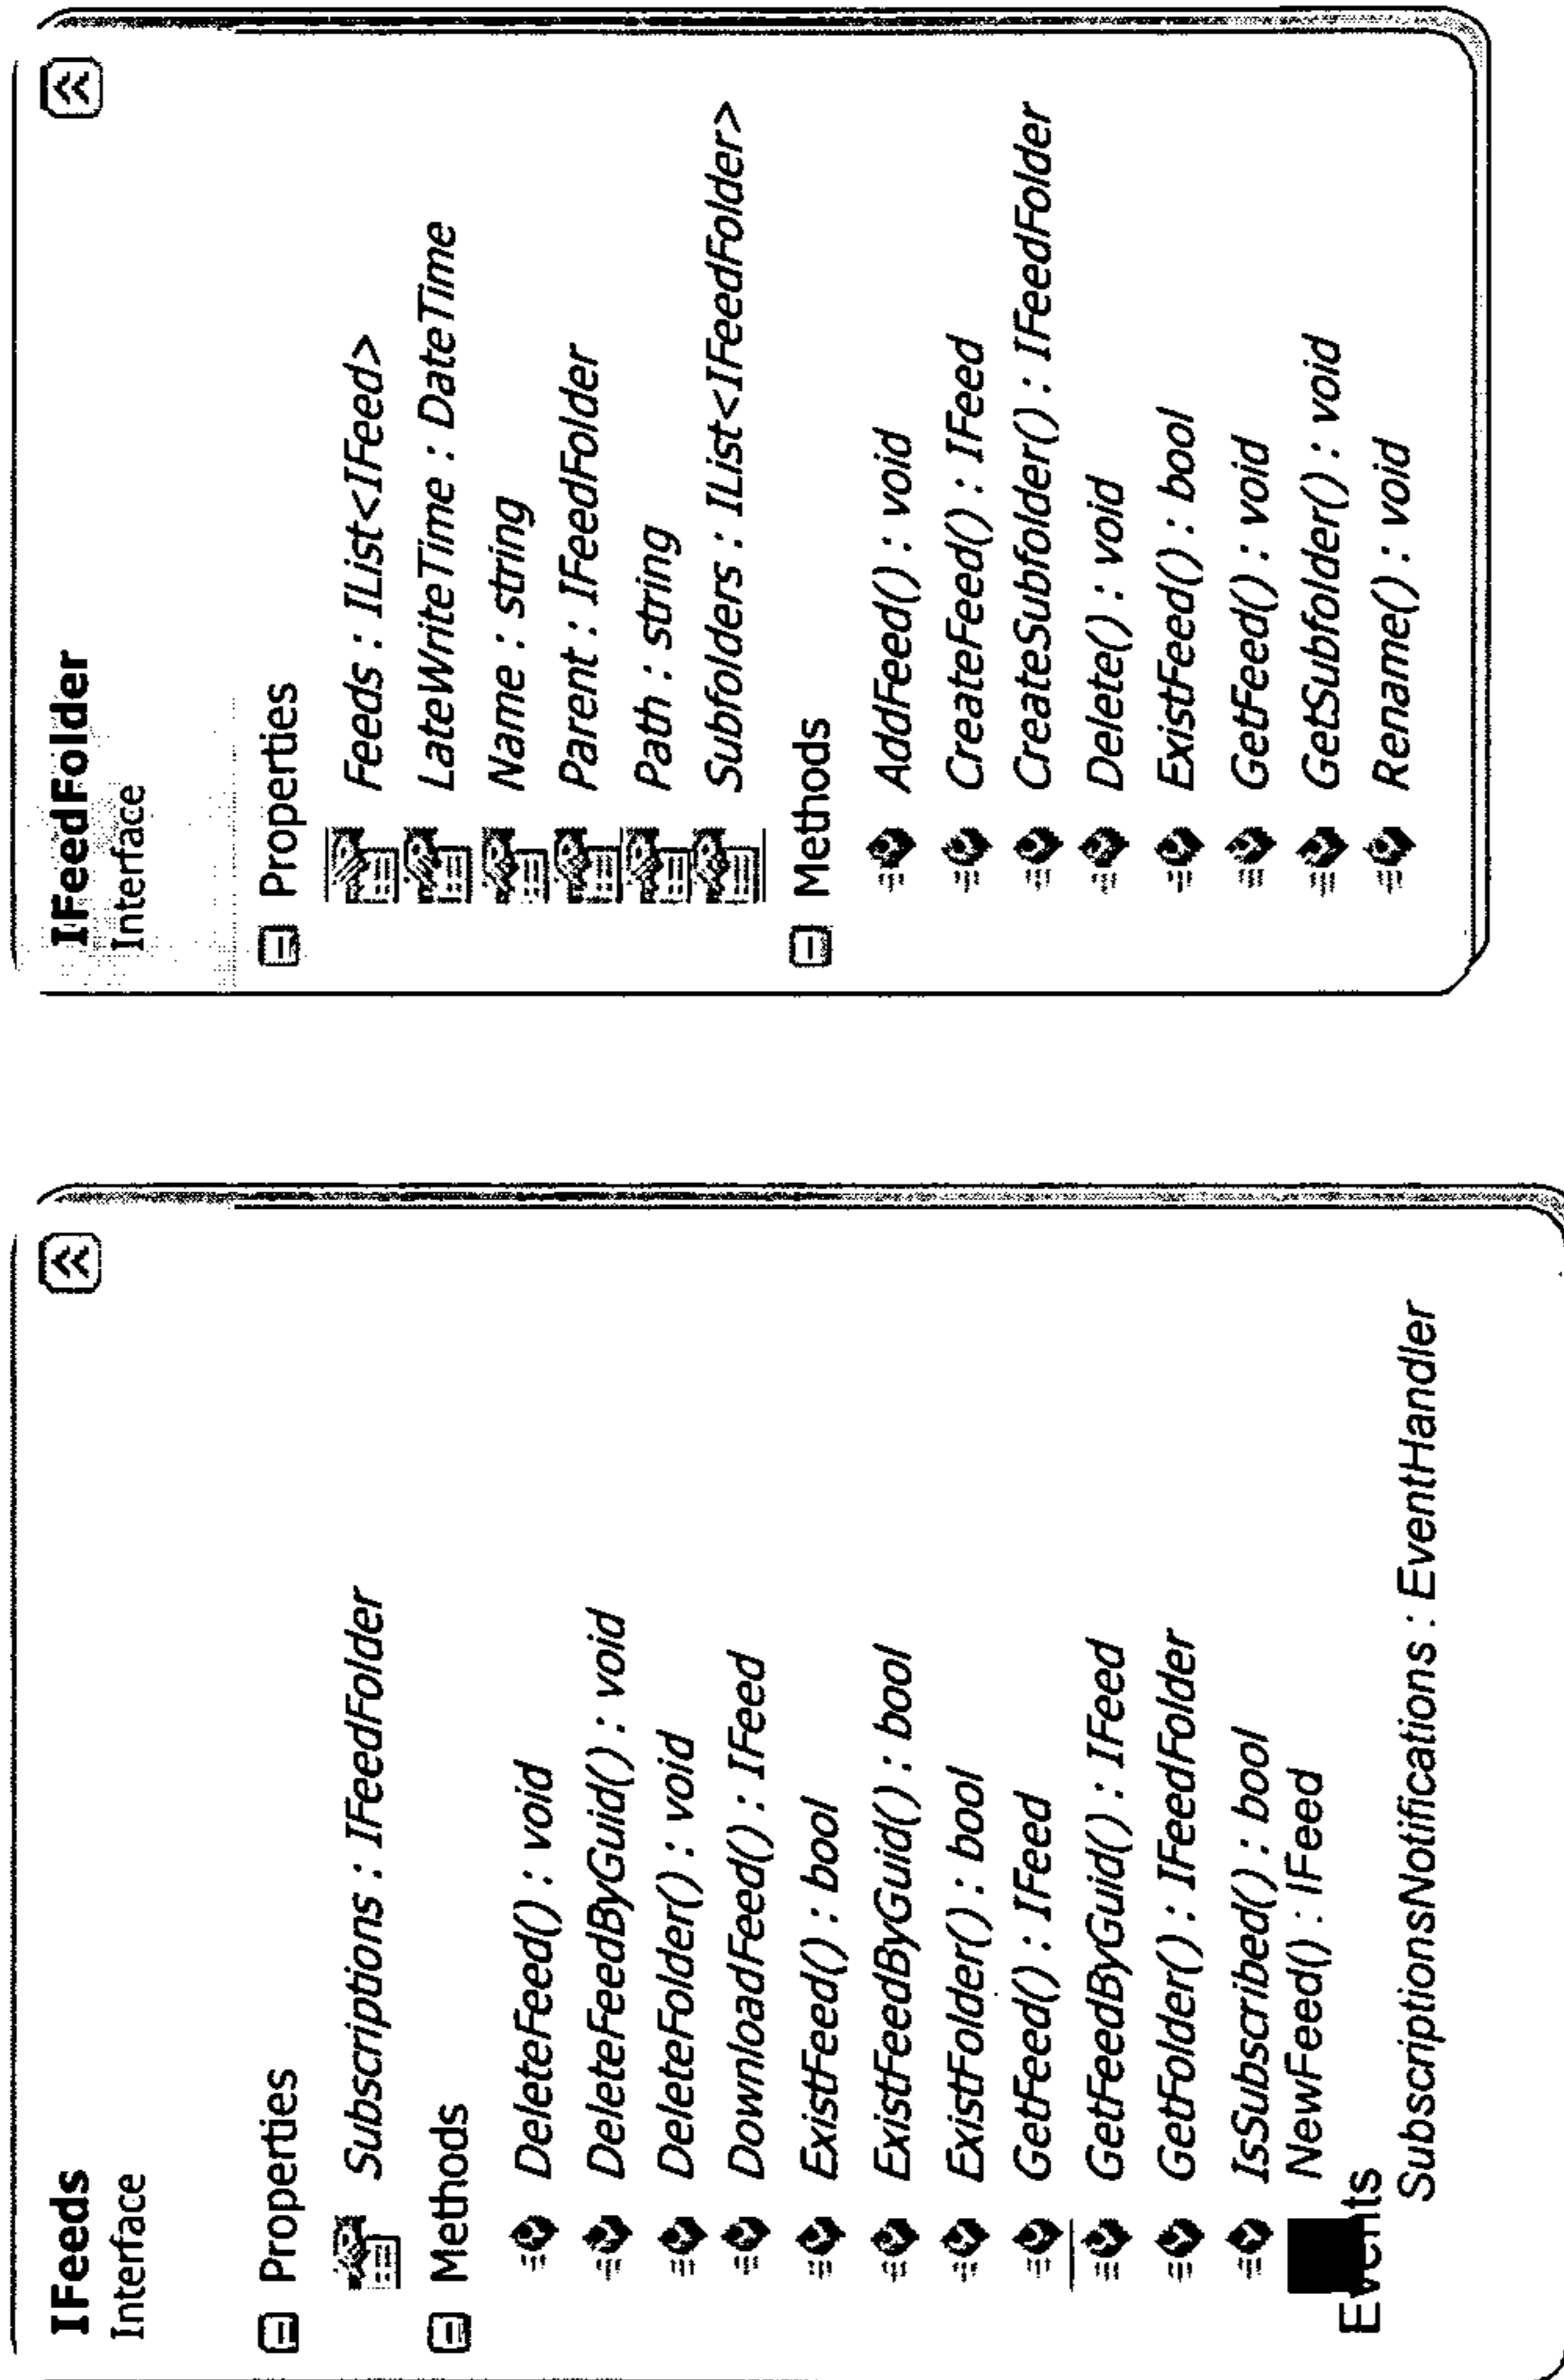 IFeeds
Interface
Properties
Subscriptions : IFeedFolder
Methods
DeleteFeed() : void
DeleteFeedByGuid() : void
DeleteFolder() : void
DownloadFeed() : IFeed
ExistFeed() : bool
ExistFeedByGuid() : bool
ExistFolder() : bool
GetFeed() : IFeed
GetFeedByGuid() : IFeed
GetFolder() : IFeedFolder
IsSubscribed() : bool
NewFeed() : IFeed
Events
SubscriptionsNotifications : EventHandler
IFeedFolder
Interface
Properties
Feeds : IList<IFeed>
LateWriteTime : DateTime
Name : string
Parent : IFeedFolder
Path : string
Subfolders : IList<IFeedFolder>
Methods
AddFeed() : void
CreateFeed() : IFeed
CreateSubfolder() : IFeedFolder
Delete() : void
ExistFeed() : bool
GetFeed() : void
GetSubfolder() : void
Rename() : void